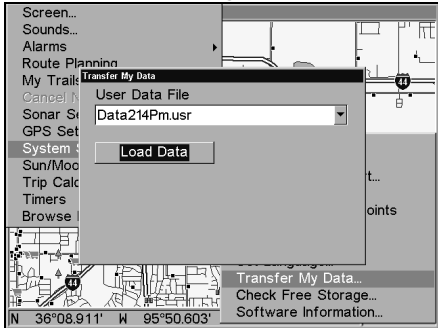 Screen...
Sounds...
Alarms
Route Planning
My Trails
Cancel
Sonar
GPS Set
System
Sun/Moo
Trip Calc
Timers
Browse
Transfer My Data
User Data File
Data214Pm.usr
Load Data
44
t...
oints
44
Transfer My Data...
Check Free Storage...
Software Information...
N 36°08.911' W 95°50.603'